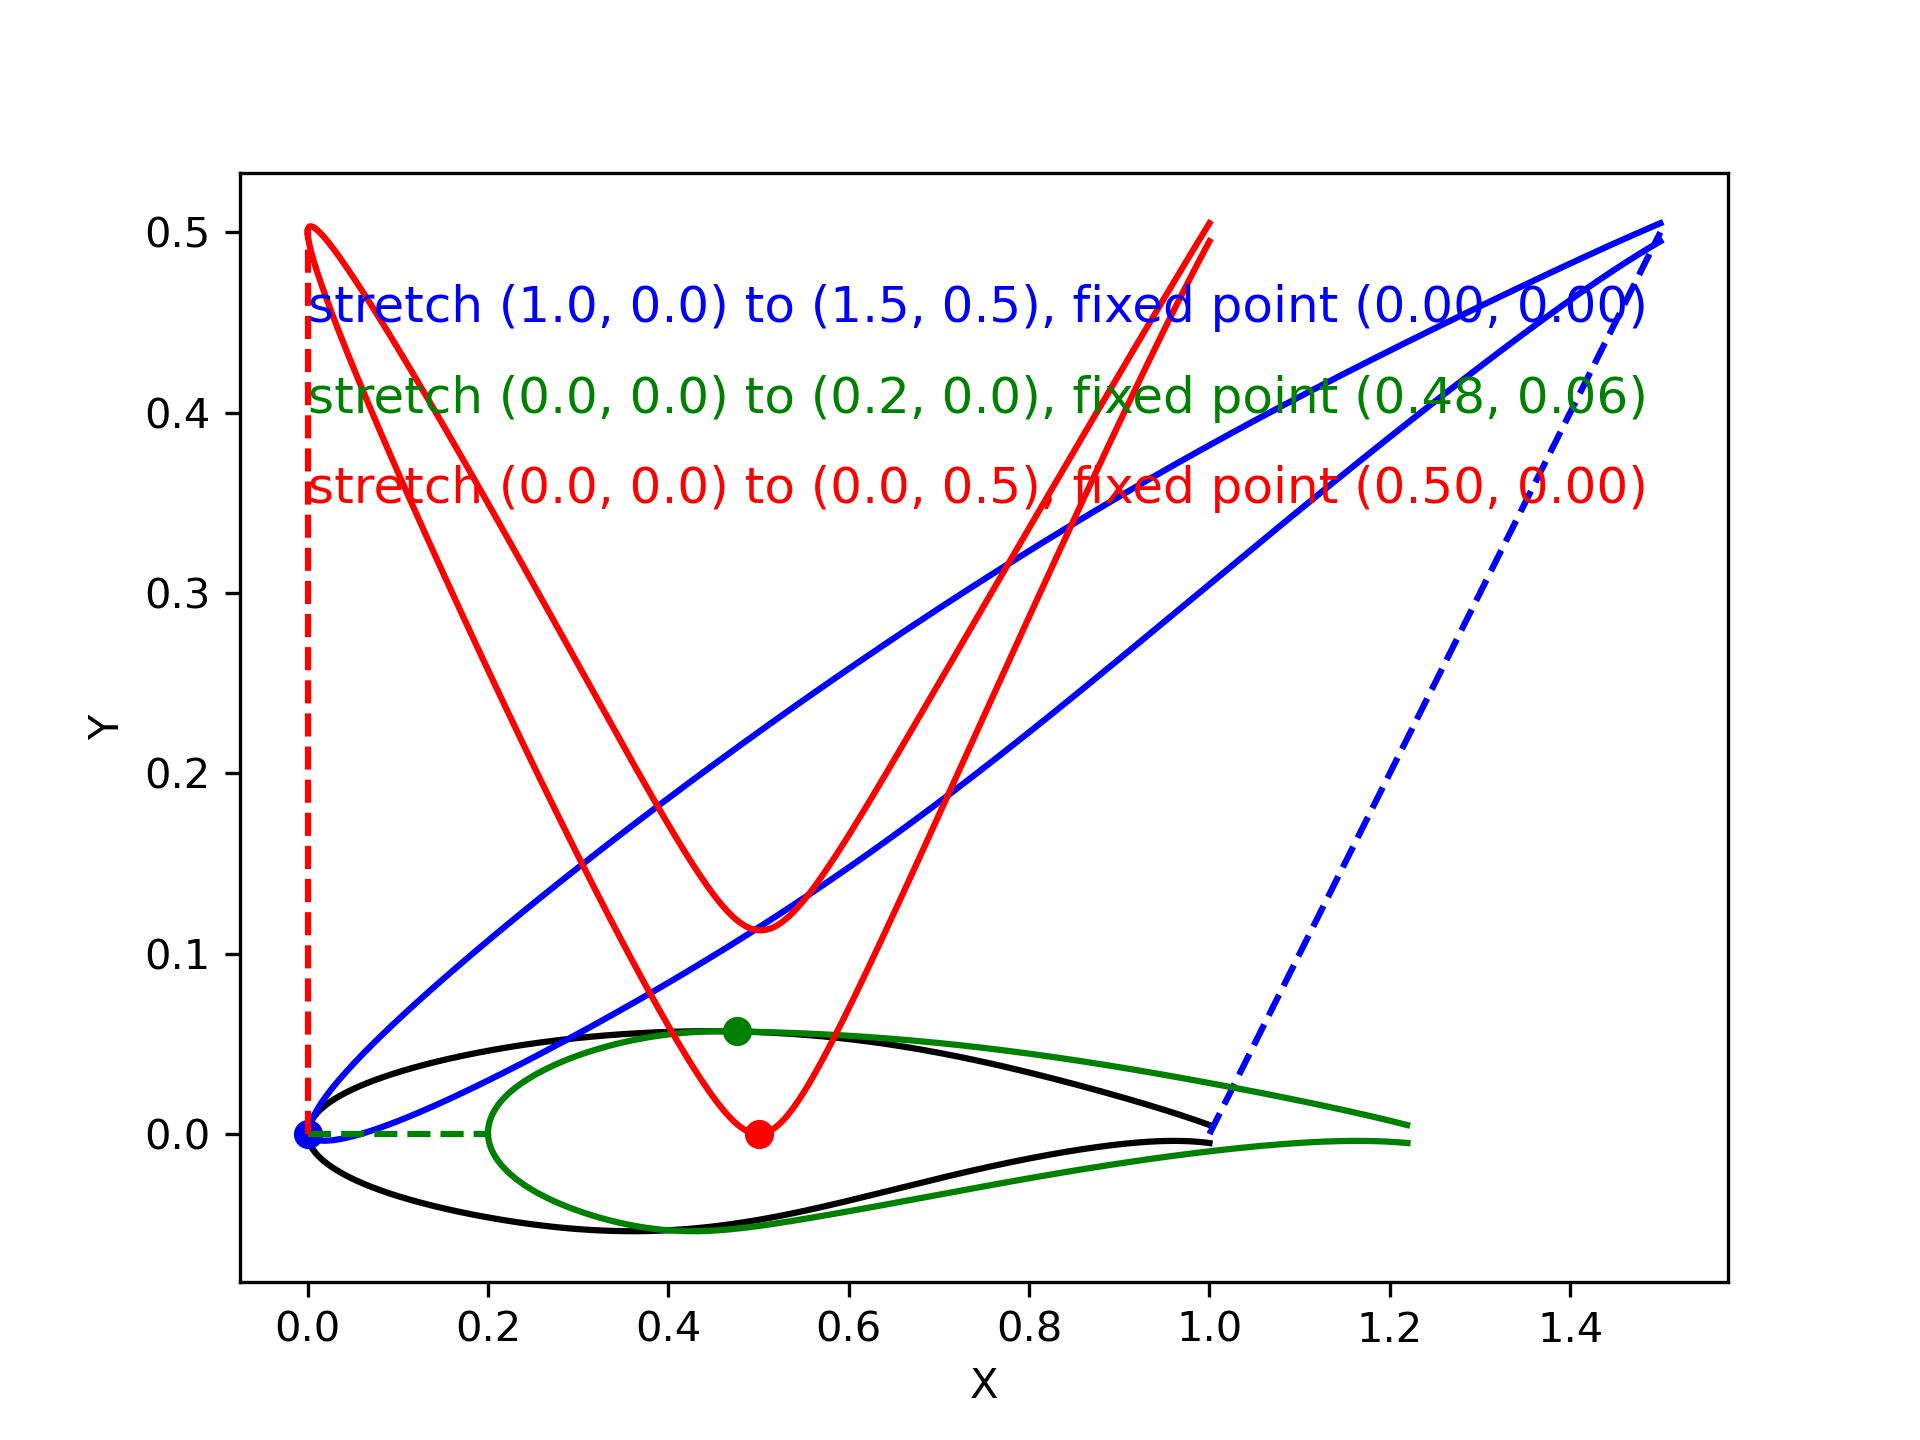 0.5
stretch (1.0, 0.0) to (1.5, 0.5), fixed point (0.00, 0.00)
stretch (0.0, 0.0) to (0.2, 0.0), fixed point (0.48, 0.06)
0.4
stretch (0.0, 0.0) to (0.0, 0.5), fixed point (0.50, 0.00)
0.3
Y
0.2
0.1
0.0
0.0 0.2 0.4 0.6 0.8 1.0 1.2 1.4
X